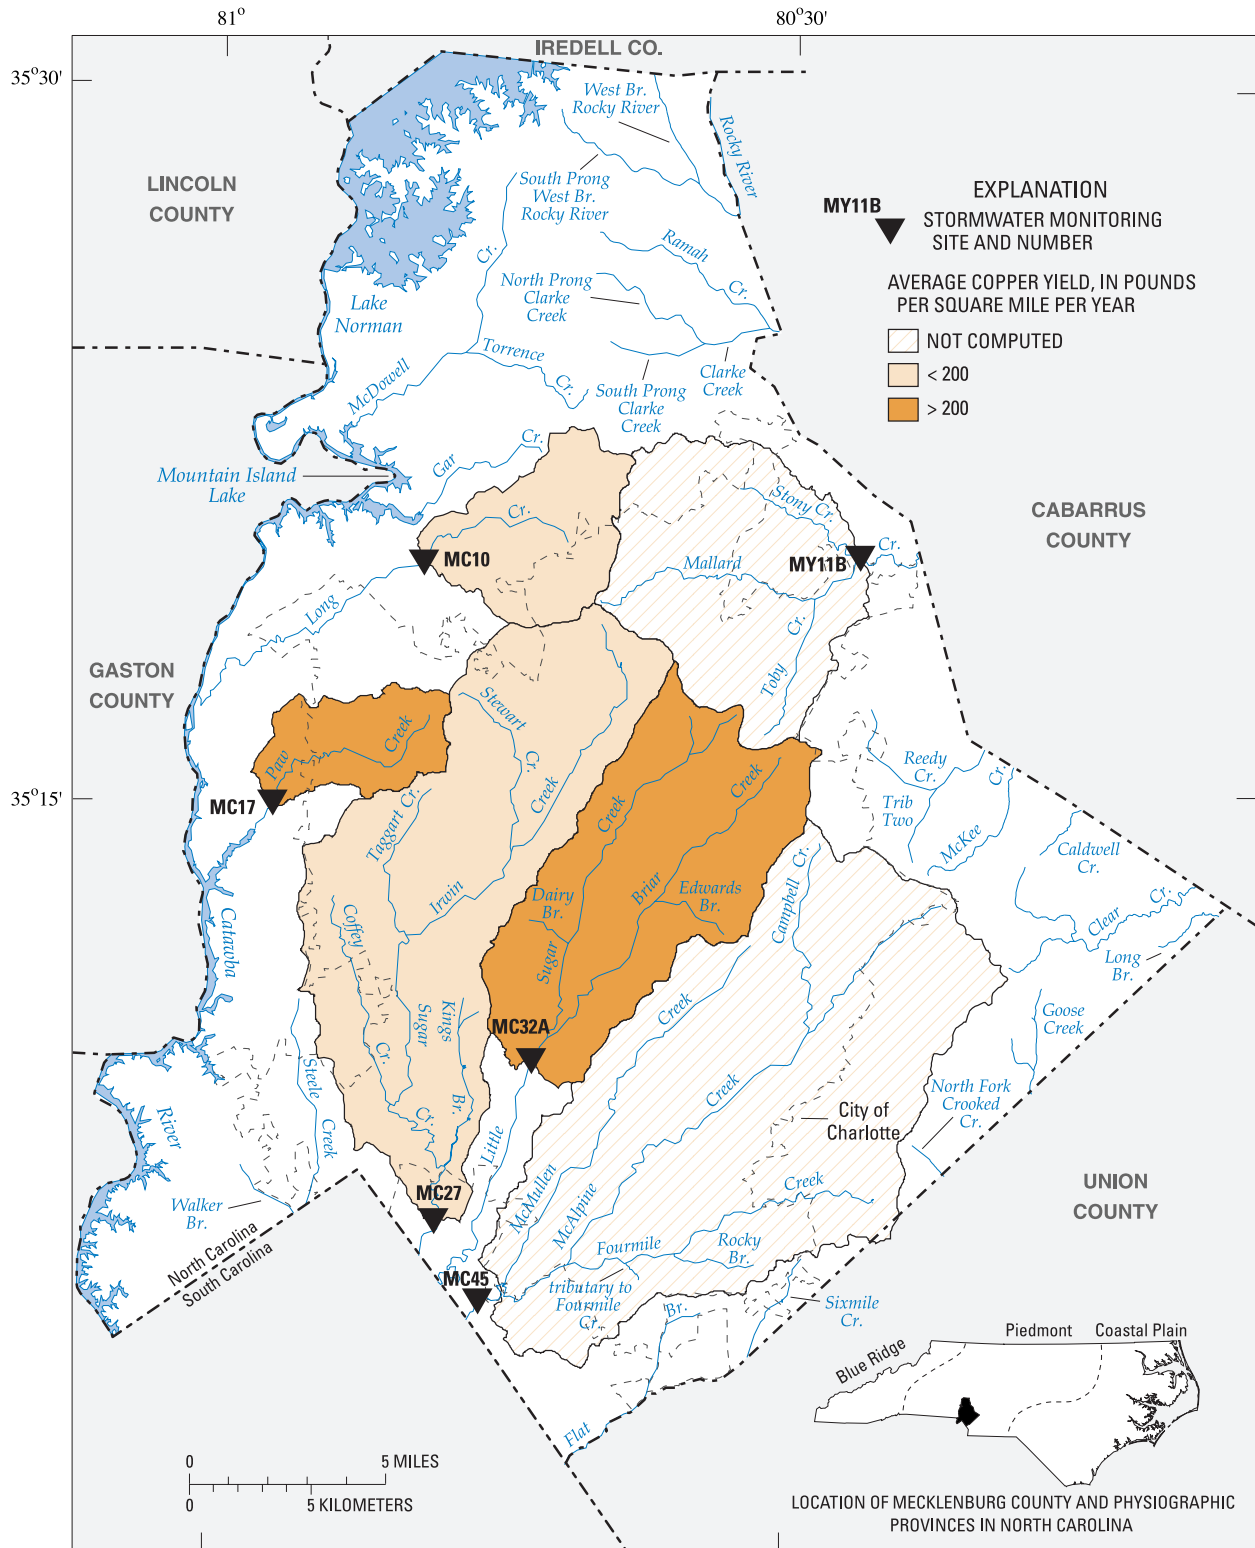 81°
80°30'
35°30'
IREDELL CO.
West Br.
Rocky River
Rocky River
LINCOLN
COUNTY
South Prong
West Br.
Rocky River
EXPLANATION
MY11B
STORMWATER MONITORING
SITE AND NUMBER
Ramah
Cr.
Cr.
North Prong
Clarke
Creek
AVERAGE COPPER YIELD, IN POUNDS
PER SQUARE MILE PER YEAR
NOT COMPUTED
< 200
> 200
Lake
Norman
Torrence
Cr.
McDowell
Clarke
Creek
South Prong
Clarke
Creek
Gar
Cr.
Mountain Island
Lake
Stony Cr.
CABARRUS
COUNTY
Cr.
Cr.
MC10
Mallard
MY11B
Long
Cr.
Toby
GASTON
COUNTY
Stewart
Cr.
Paw
Creek
Reedy
Cr.
Cr.
Creek
Creek
Creek
35°15'
MC17
Taggart Cr.
Trib
Two
McKee
Caldwell
Cr.
Irwin
Dairy
Br.
Briar
Edwards
Br.
Campbell Cr.
Clear
Cr.
Coffey
Catawba
Sugar
Long
Br.
Kings
Sugar
Creek
Goose
Creek
MC32A
Cr.
Steele
Creek
Creek
North Fork
Crooked
Cr.
City of
Charlotte
River
Cr.
Br.
Little
UNION
COUNTY
Walker
Br.
MC27
McMullen
McAlpine
Creek
North Carolina
South Carolina
Fourmile
Rocky
Br.
MC45
tributary to
Fourmile
Cr.
Br.
Sixmile
Cr.
Flat
Blue Ridge
Piedmont
Coastal Plain
0
5 MILES
0
5 KILOMETERS
LOCATION OF MECKLENBURG COUNTY AND PHYSIOGRAPHIC
PROVINCES IN NORTH CAROLINA